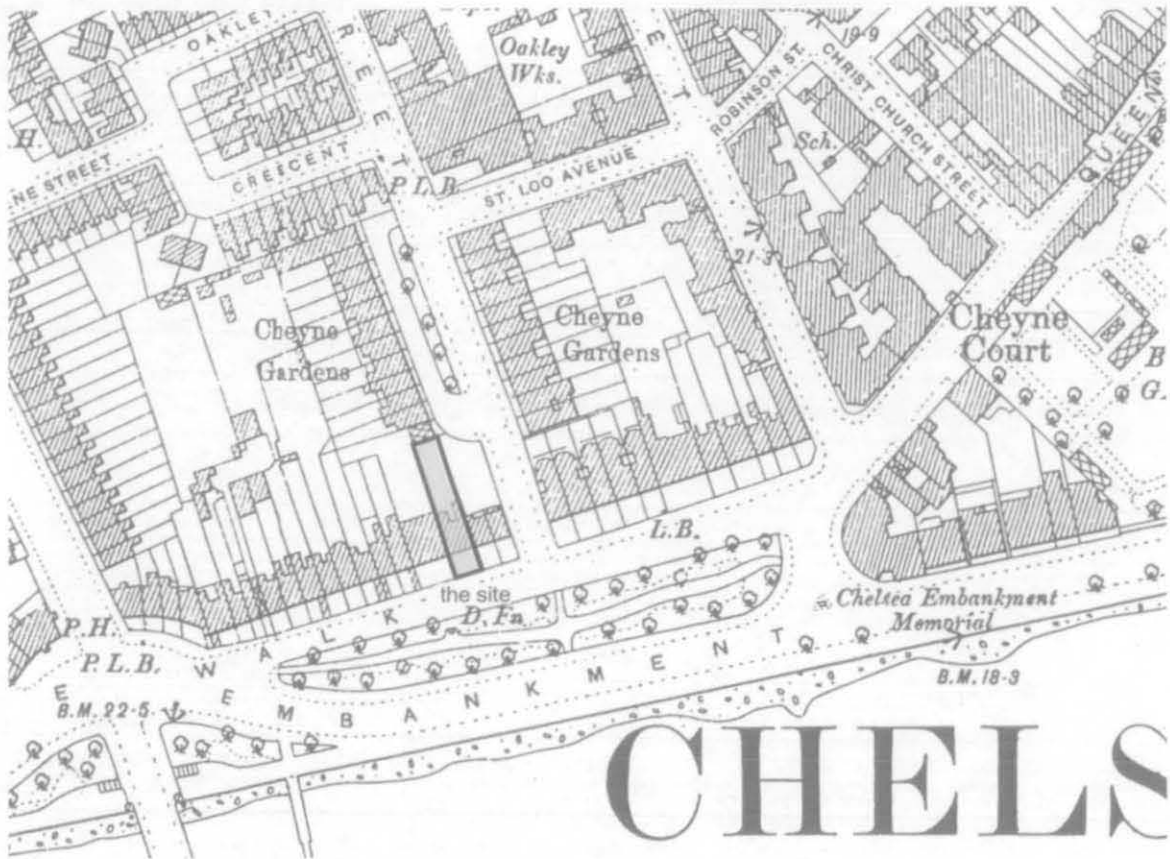 OAKLEY
Oakley
Wks.
19·9
ROBINSON ST.
CHRIST CHURCH STREET
Sch.
H.
NE STREET
CRESCENT
REET
ET
P.L.B.
ST. LOO AVENUE
QUEEN
21·3
Cheyne
Gardens
Cheyne
Gardens
Cheyne
Court
B
G.
L.B.
the site
D. Fn
Chelsea Embankment
Memorial
P.H.
P.L.B.
E WALK
EMBANKMENT
B.M. 22·5
B.M. 18·3
CHELS